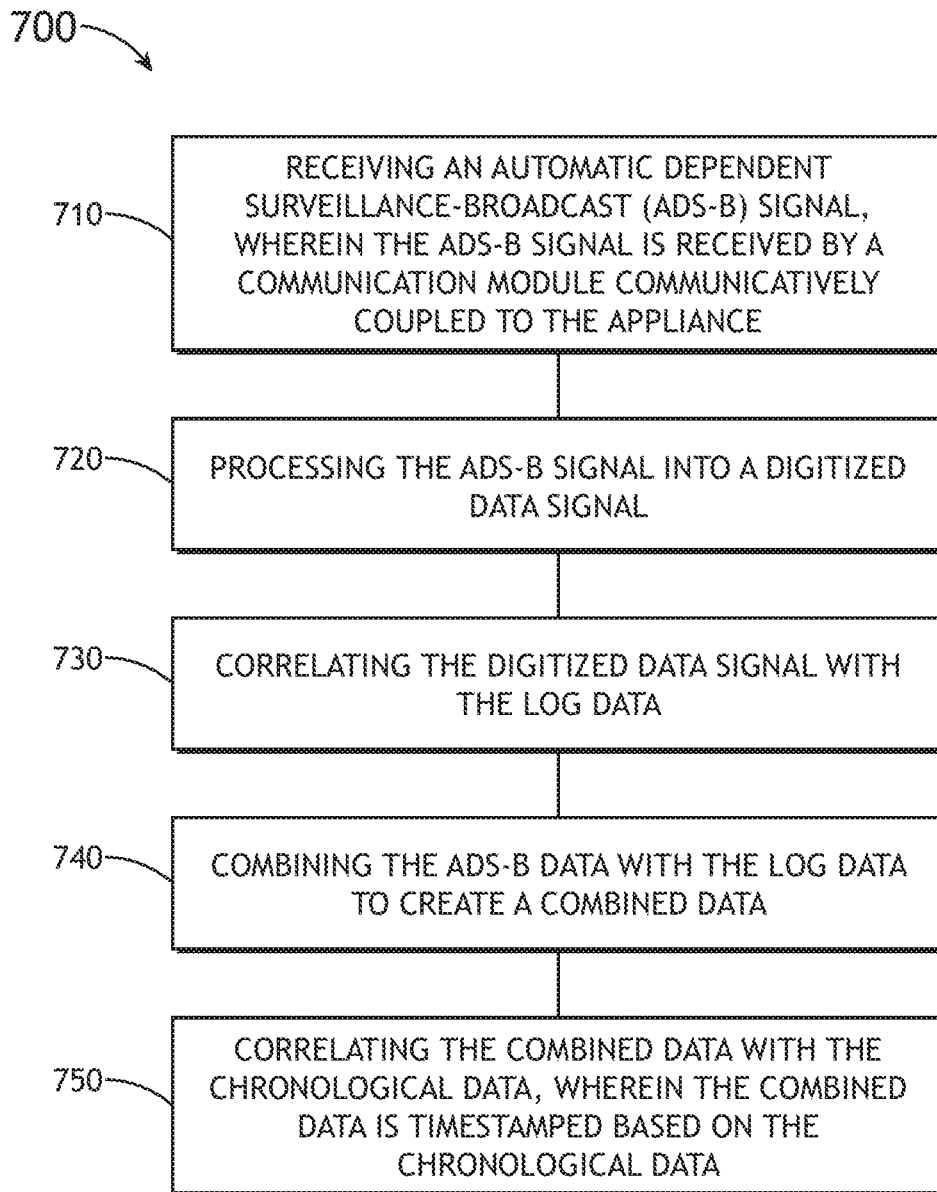 700
710
RECEIVING AN AUTOMATIC DEPENDENT
SURVEILLANCE-BROADCAST (ADS-B) SIGNAL,
WHEREIN THE ADS-B SIGNAL IS RECEIVED BY A
COMMUNICATION MODULE COMMUNICATIVELY
COUPLED TO THE APPLIANCE
720
PROCESSING THE ADS-B SIGNAL INTO A DIGITIZED
DATA SIGNAL
730
CORRELATING THE DIGITIZED DATA SIGNAL WITH
THE LOG DATA
740
COMBINING THE ADS-B DATA WITH THE LOG DATA
TO CREATE A COMBINED DATA
750
CORRELATING THE COMBINED DATA WITH THE
CHRONOLOGICAL DATA, WHEREIN THE COMBINED
DATA IS TIMESTAMPED BASED ON THE
CHRONOLOGICAL DATA